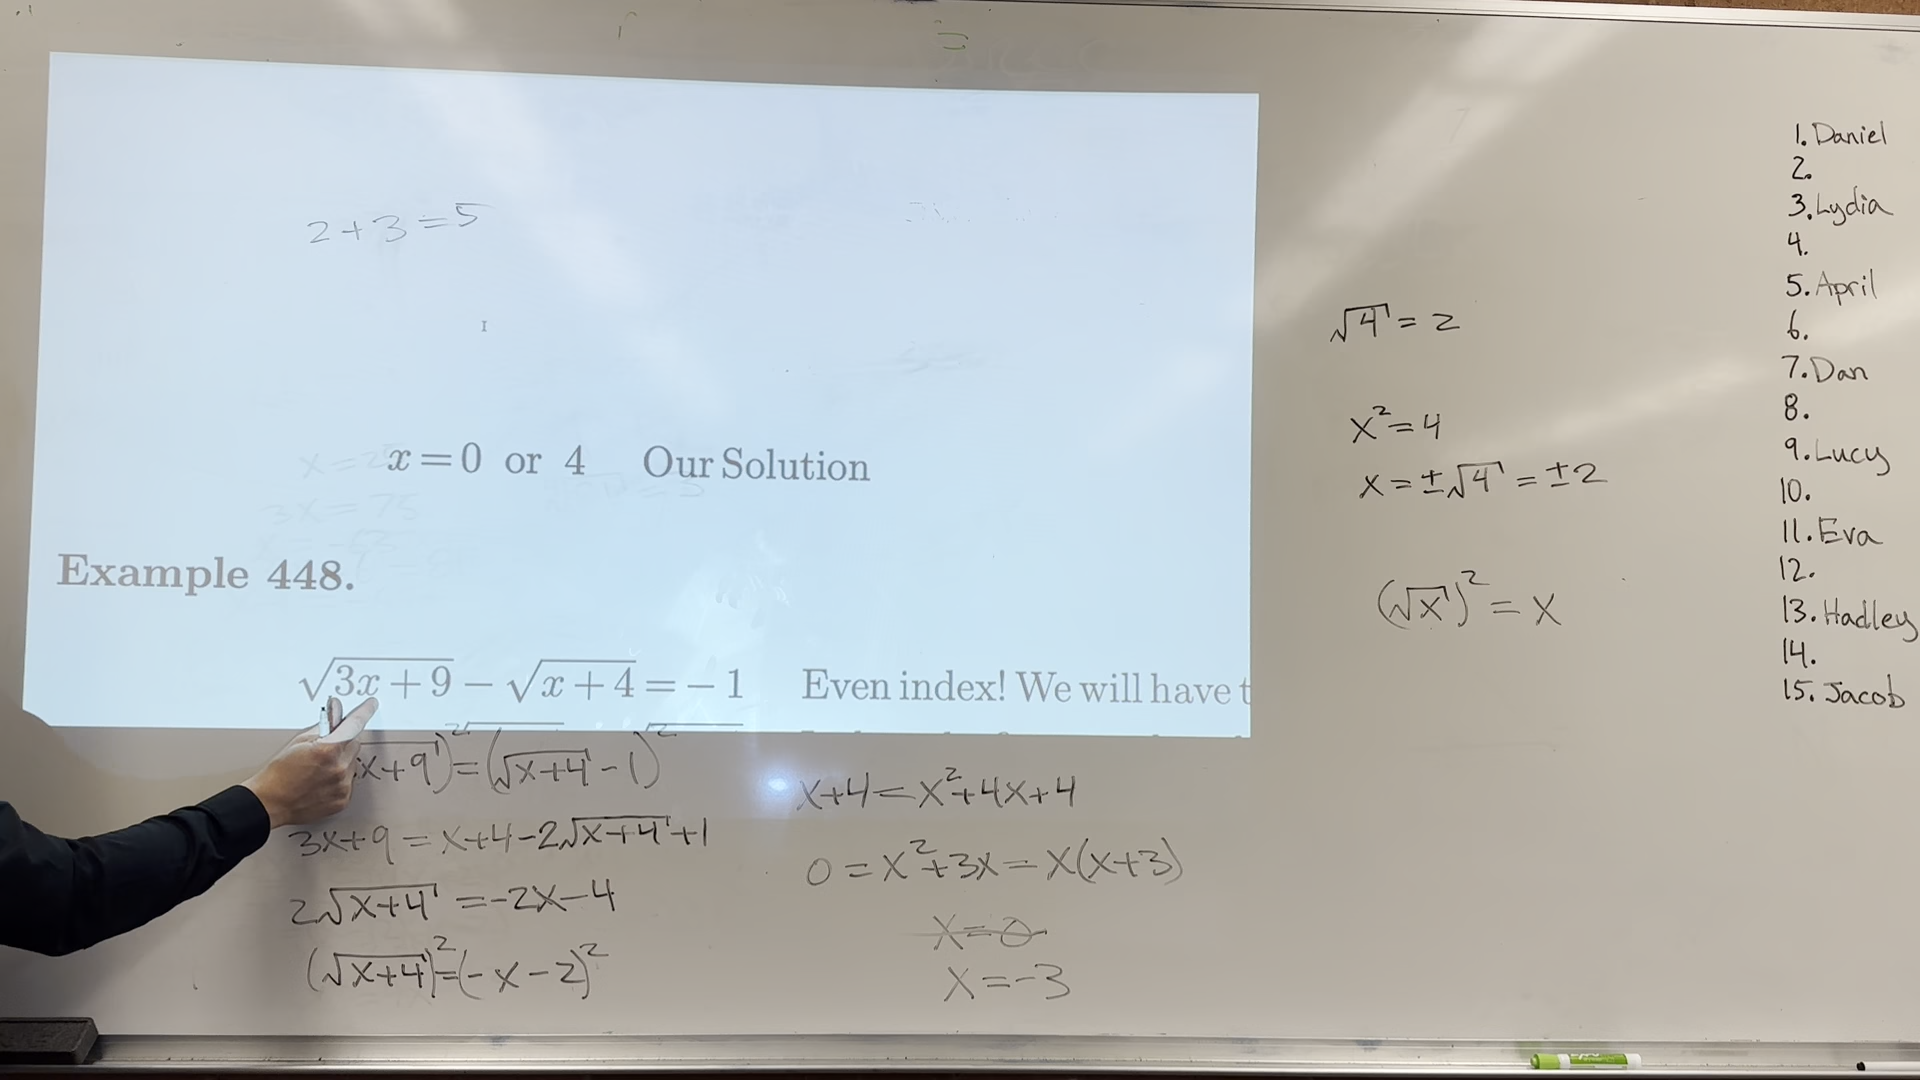 2+3=5
x=0 or 4 Our Solution
3x=75
Example 448.
√(3x+9) − √(x+4) = −1 Even index! We will have t
x+9)²=(√(x+4)-1)²
3x+9=x+4-2√(x+4)+1
2√(x+4)=-2x-4
(√(x+4))²=(-x-2)²
x+4=x²+4x+4
0=x²+3x=x(x+3)
x=0
x=-3
√4=2
x²=4
x=±√4=±2
(√x)²=x
1. Daniel
2.
3. Lydia
4.
5. April
6.
7. Dan
8.
9. Lucy
10.
11. Eva
12.
13. Hadley
14.
15. Jacob